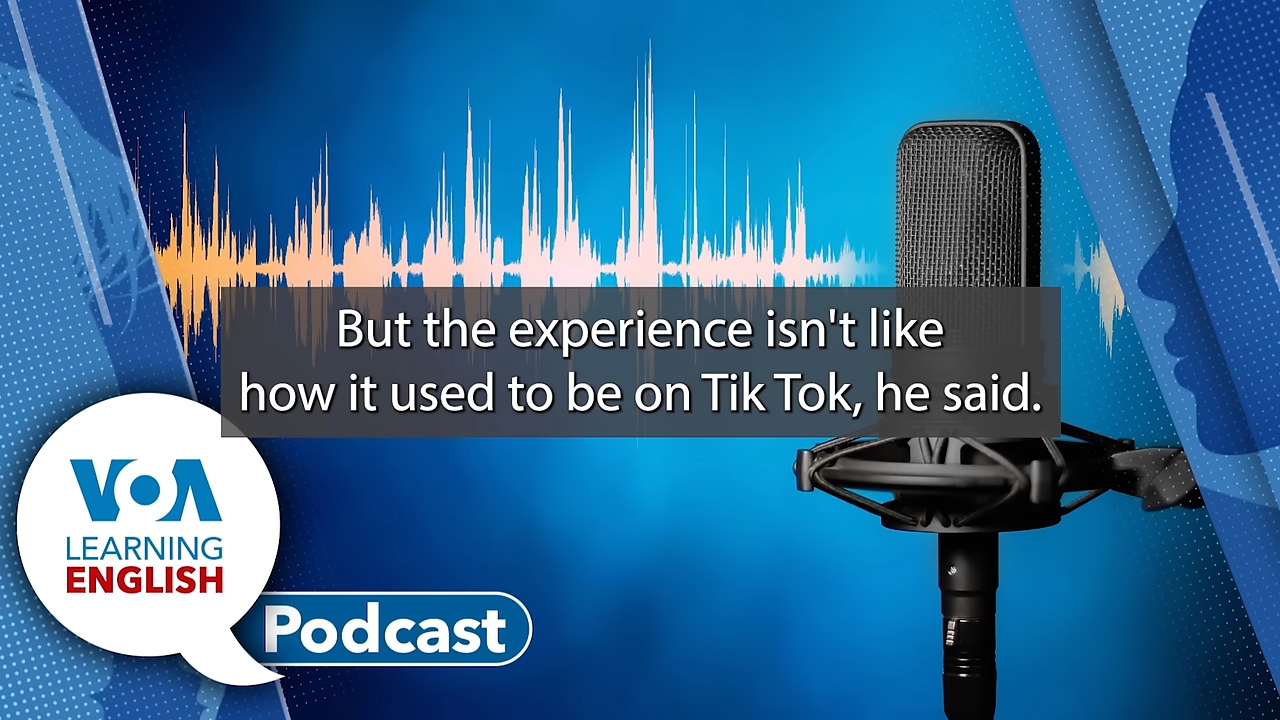 But the experience isn't like
how it used to be on Tik Tok, he said.
VOA
LEARNING
ENGLISH
Podcast